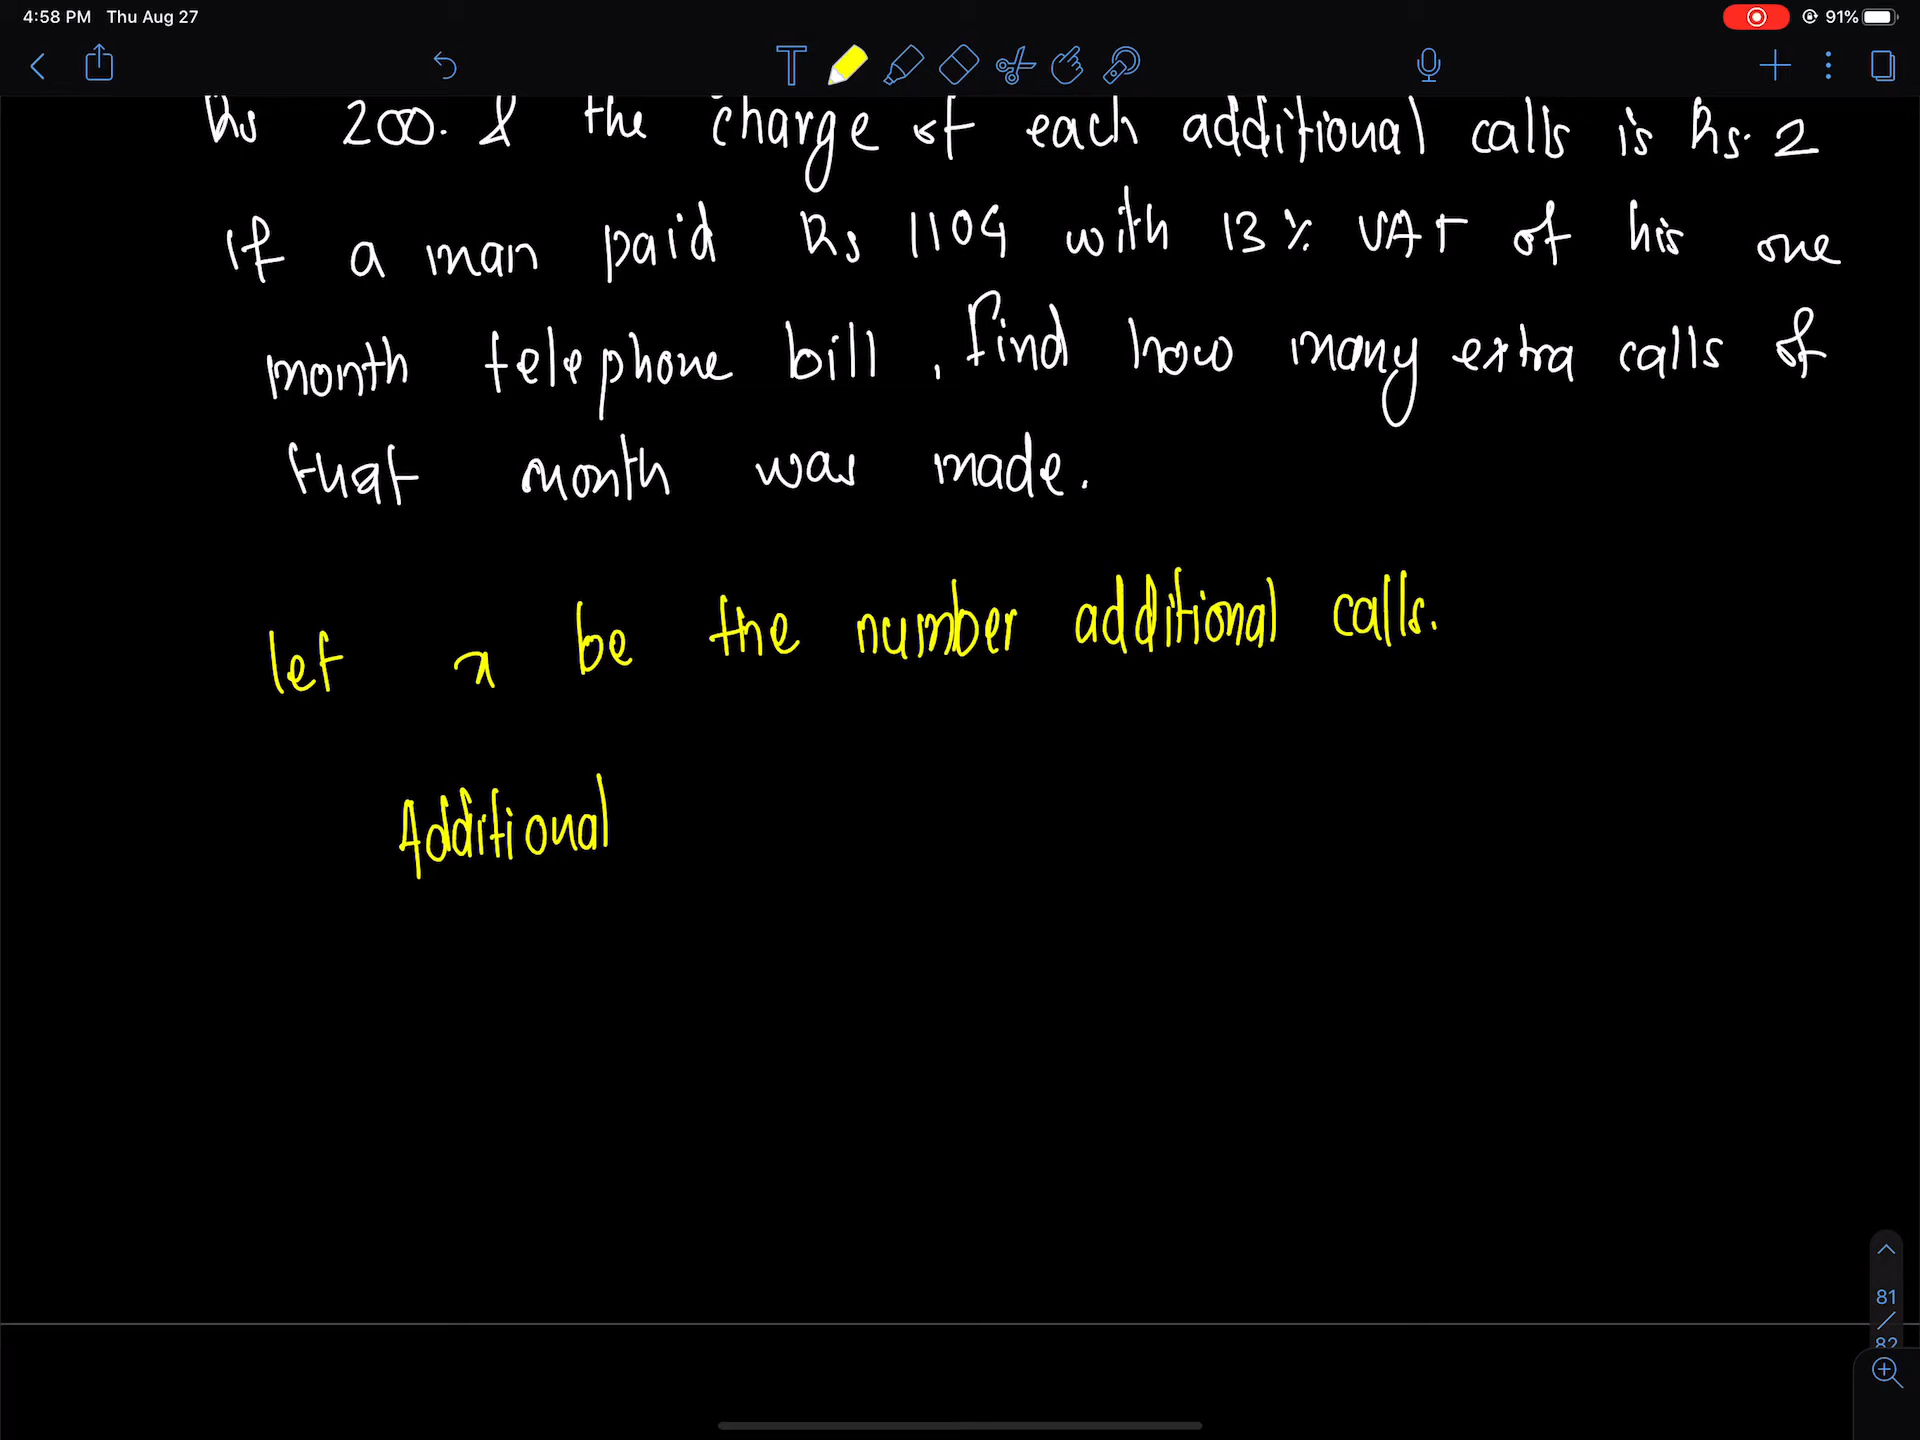 4:58 PM Thu Aug 27
91%
Rs 200. & the charge of each additional calls is Rs. 2
If a man paid Rs 1104 with 13% VAT of his one
month telephone bill, find how many extra calls of
that month was made.
let x be the number additional calls.
Additional
81
/
82